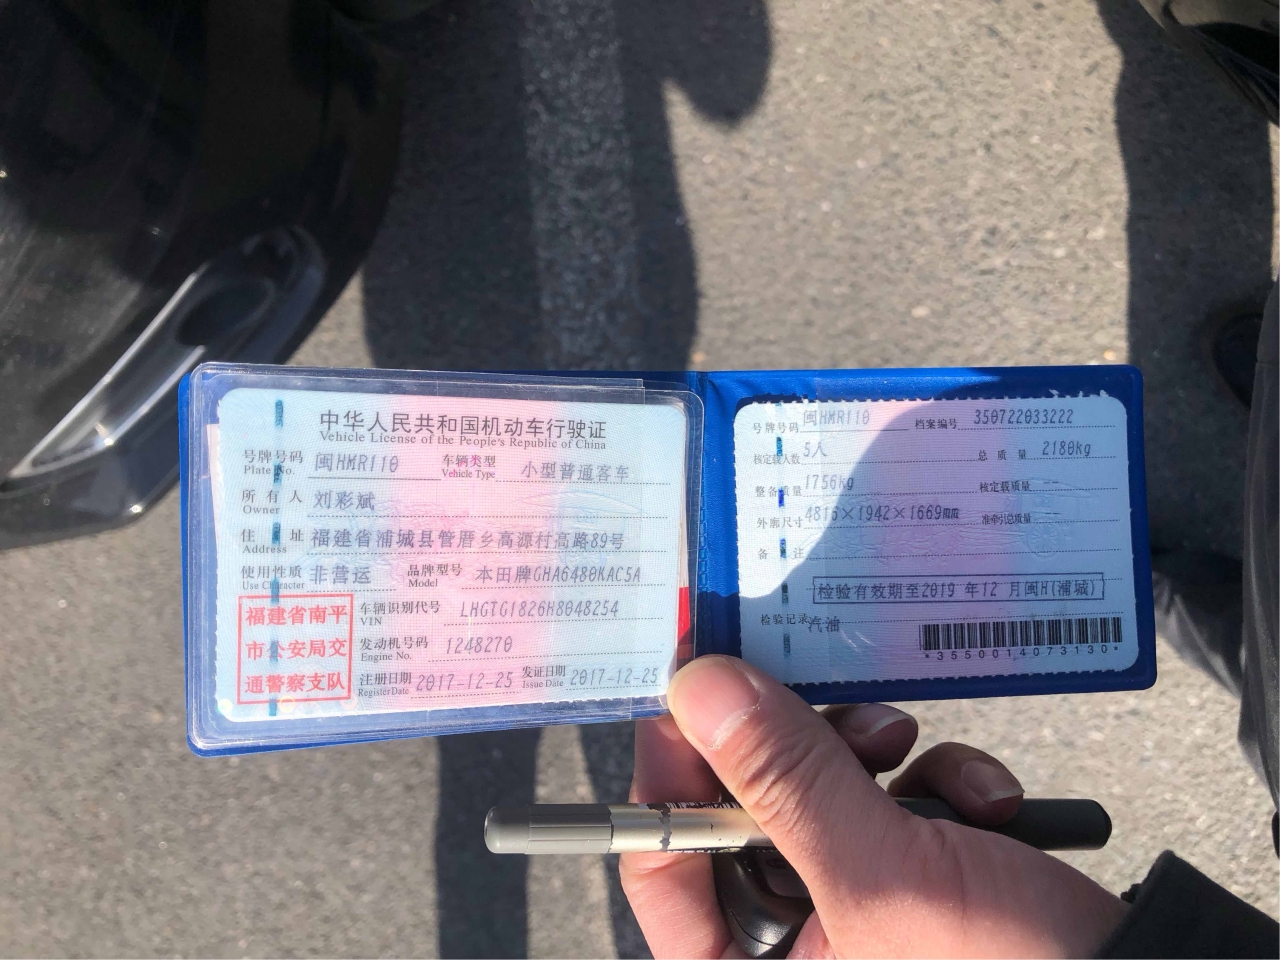 中华人民共和国机动车行驶证
Vehicle License of the People's Republic of China
号牌号码 闽HMR110 车辆类型 小型普通客车
Plate No. Vehicle Type
所有人 刘彩斌
Owner
住址 福建省浦城县管厝乡高源村高路89号
Address
使用性质 非营运 品牌型号 本田牌GHA6480KAC5A
Use Character Model
福建省南平
市公安局交
通警察支队
车辆识别代号 LHGTG1826H8048254
VIN
发动机号码 1248270
Engine No.
注册日期 2017-12-25 发证日期 2017-12-25
Register Date Issue Date
号牌号码 闽HMR110 档案编号 350722033222
核定载人数 5人 总质量 2180kg
整备质量 1756kg 核定载质量 --
外廓尺寸 4816×1942×1669mm 准牵引总质量 --
备注
检验有效期至2019 年12 月闽H(浦城)
检验记录 汽油
*3550014073130*